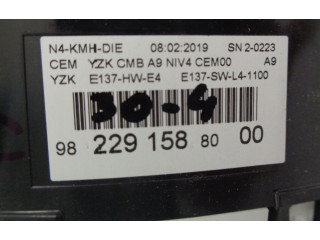 N4-KMH-DIE 08:02:2019 SN 2-0223
CEM YZK CMB A9 NIV4 CEM00 A9
YZK E137-HW-E4 E137-SW-L4-1100
30-4
98 229 158 80 00